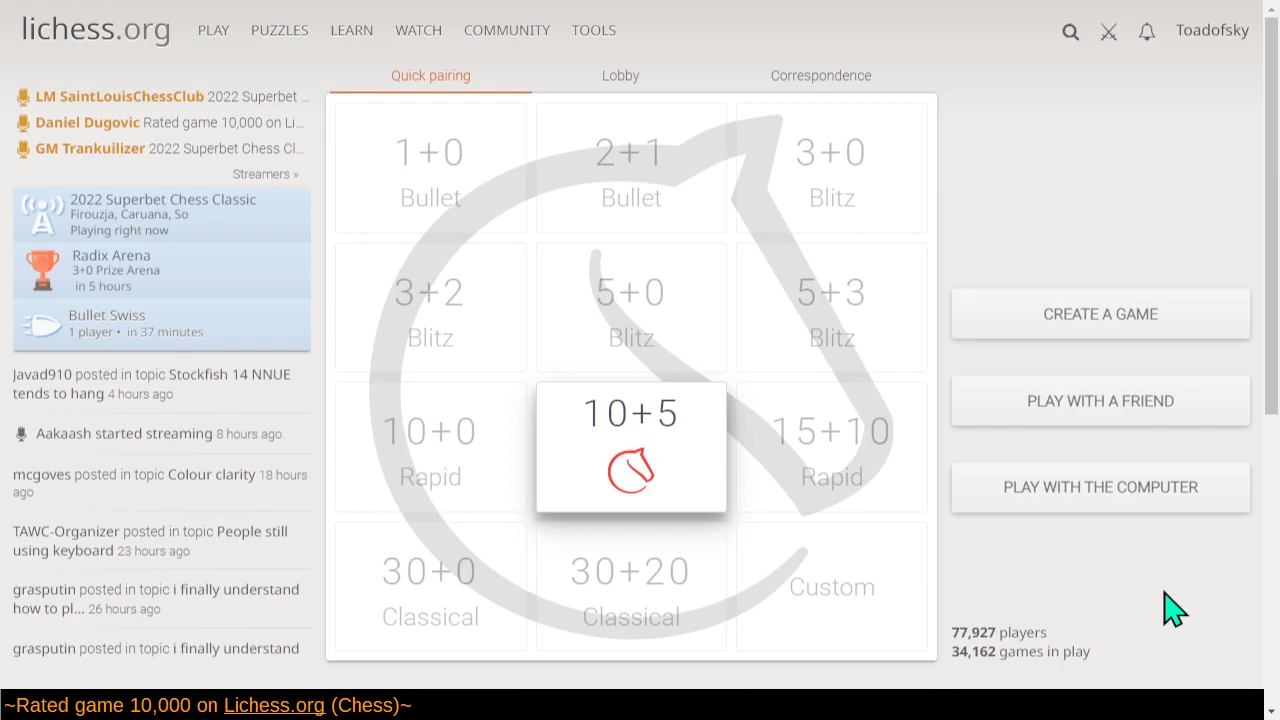 lichess.org PLAY PUZZLES LEARN WATCH COMMUNITY TOOLS Toadofsky
LM SaintLouisChessClub 2022 Superbet ...
Daniel Dugovic Rated game 10,000 on Li...
GM Trankuilizer 2022 Superbet Chess Cl...
Streamers »
2022 Superbet Chess Classic
Firouzja, Caruana, So
Playing right now
Radix Arena
3+0 Prize Arena
in 5 hours
Bullet Swiss
1 player • in 37 minutes
Javad910 posted in topic Stockfish 14 NNUE
tends to hang 4 hours ago
Aakaash started streaming 8 hours ago
mcgoves posted in topic Colour clarity 18 hours
ago
TAWC-Organizer posted in topic People still
using keyboard 23 hours ago
grasputin posted in topic i finally understand
how to pl... 26 hours ago
grasputin posted in topic i finally understand
Quick pairing Lobby Correspondence
1+0 2+1 3+0
Bullet Bullet Blitz
3+2 5+0 5+3
Blitz Blitz Blitz
10+0 10+5 15+10
Rapid Rapid
30+0 30+20 Custom
Classical Classical
CREATE A GAME
PLAY WITH A FRIEND
PLAY WITH THE COMPUTER
77,927 players
34,162 games in play
~Rated game 10,000 on Lichess.org (Chess)~